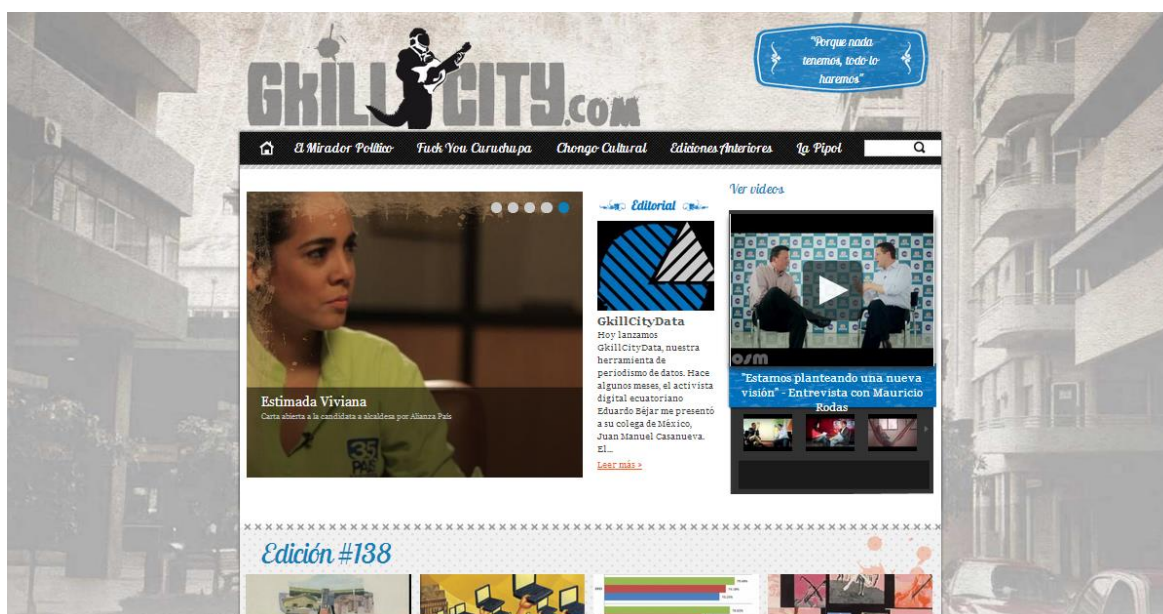 GKILLCITY.COM
"Porque nada
tenemos, todo lo
haremos"
El Mirador Político Fuck You Curuchupa Chongo Cultural Ediciones Anteriores La Pipol
Estimada Viviana
Carta abierta a la candidata a alcaldesa por Alianza País
35
PAIS
Editorial
GkillCityData
Hoy lanzamos
GkillCityData, nuestra
herramienta de
periodismo de datos. Hace
algunos meses, el activista
digital ecuatoriano
Eduardo Béjar me presentó
a su colega de México,
Juan Manuel Casanueva.
El...
Leer más >
Ver videos
osm
"Estamos planteando una nueva
visión" - Entrevista con Mauricio
Rodas
Edición #138